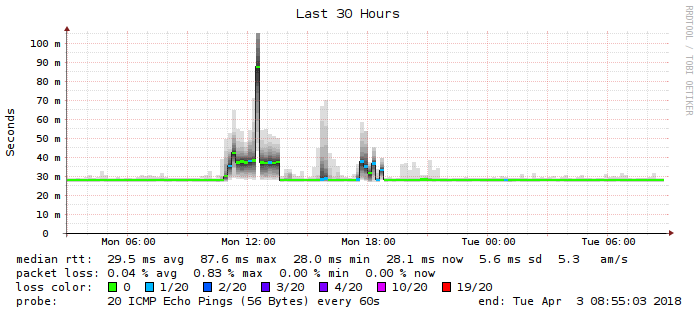 Last 30 Hours
RRDTOOL / TOBI OETIKER
Seconds
100 m
90 m
80 m
70 m
60 m
50 m
40 m
30 m
20 m
10 m
0
Mon 06:00 Mon 12:00 Mon 18:00 Tue 00:00 Tue 06:00
median rtt: 29.5 ms avg 87.6 ms max 28.0 ms min 28.1 ms now 5.6 ms sd 5.3 am/s
packet loss: 0.04 % avg 0.83 % max 0.00 % min 0.00 % now
loss color: 0 1/20 2/20 3/20 4/20 10/20 19/20
probe: 20 ICMP Echo Pings (56 Bytes) every 60s end: Tue Apr 3 08:55:03 2018